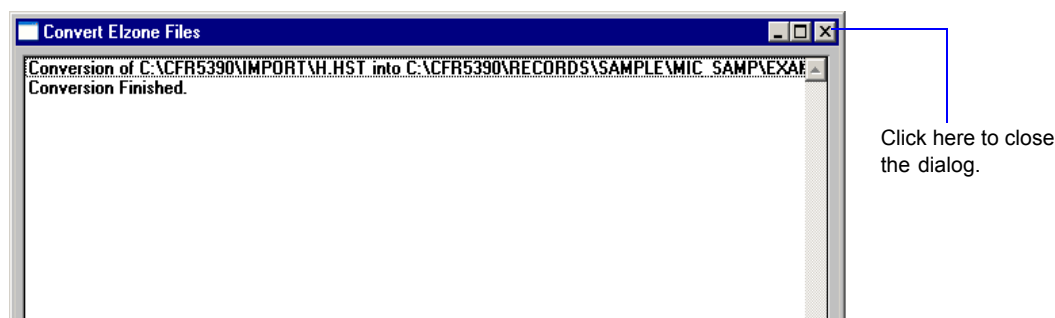 Convert Elzone Files
Conversion of C:\CFR5390\IMPORT\H.HST into C:\CFR5390\RECORDS\SAMPLE\MIC_SAMP\
Conversion Finished.
Click here to close
the dialog.